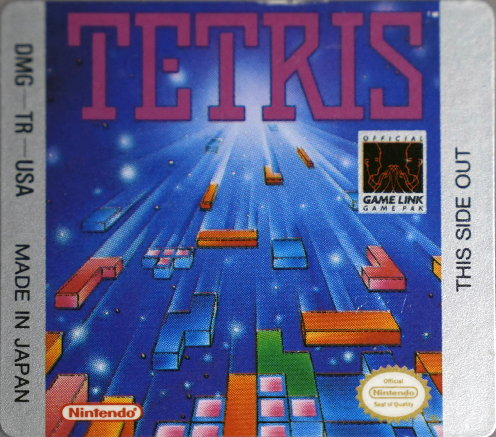 TETRIS
DMG-TR-USA MADE IN JAPAN
OFFICIAL
GAME LINK
GAME PAK
THIS SIDE OUT
Nintendo®
Official
Nintendo
Seal of Quality